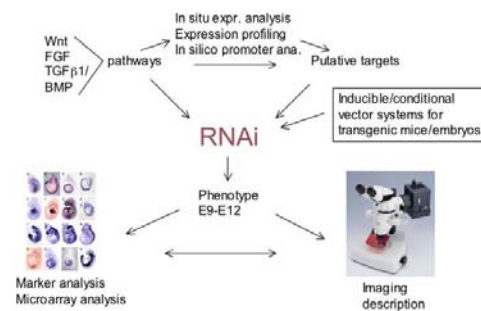 In situ expr. analysis
Expression profiling
In silico promoter ana.
Wnt
FGF
TGFβ1/
BMP
pathways
Putative targets
Inducible/conditional
vector systems for
transgenic mice/embryos
RNAi
Phenotype
E9-E12
Marker analysis
Microarray analysis
Imaging
description